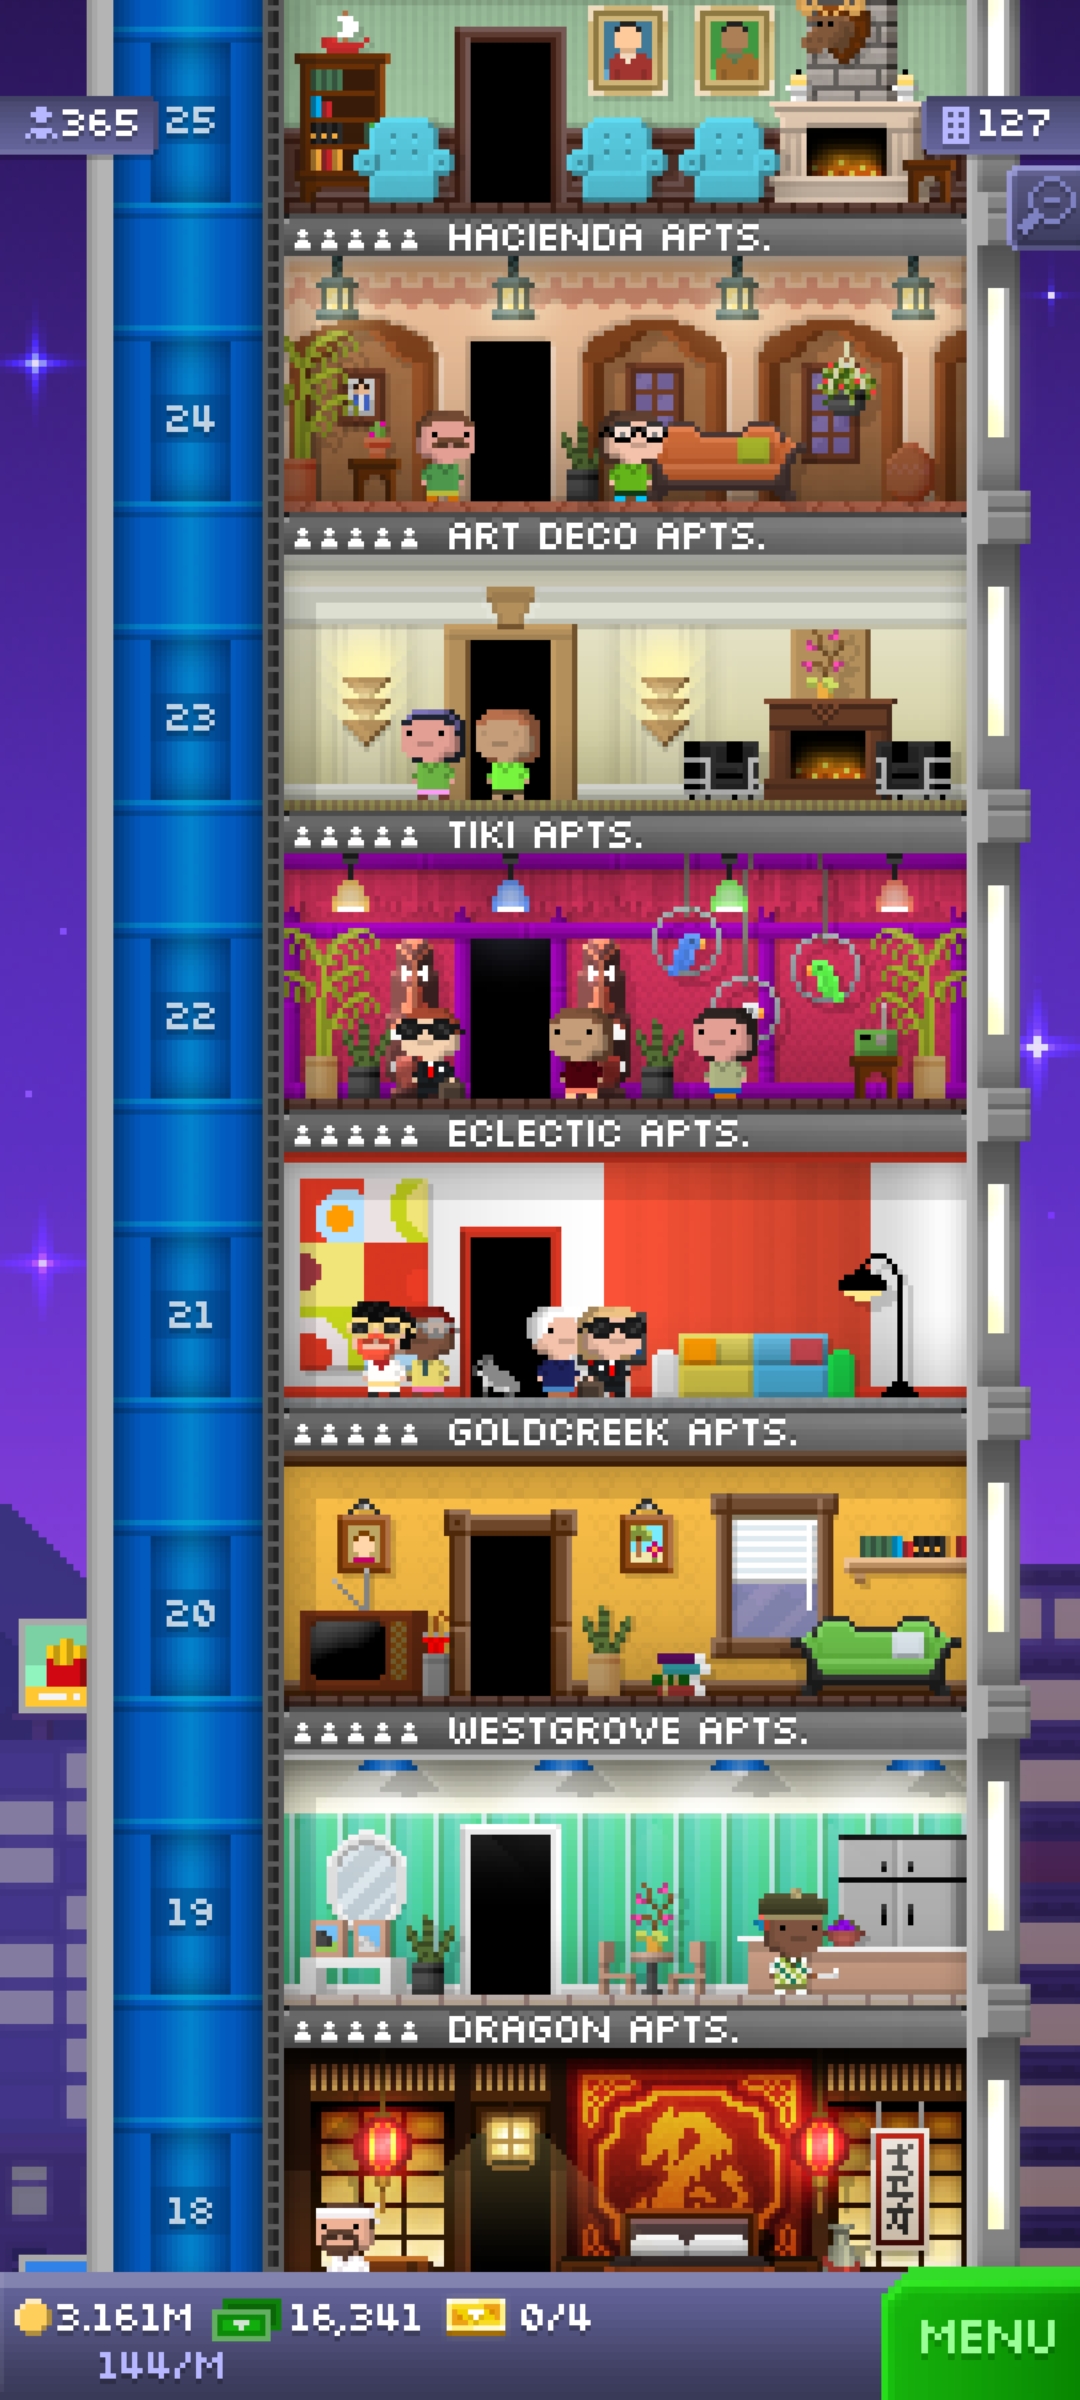 365
25
127
HACIENDA APTS.
24
ART DECO APTS.
23
TIKI APTS.
22
ECLECTIC APTS.
21
GOLDCREEK APTS.
20
WESTGROVE APTS.
19
DRAGON APTS.
18
3.161M 16,341 0/4
144/M
MENU